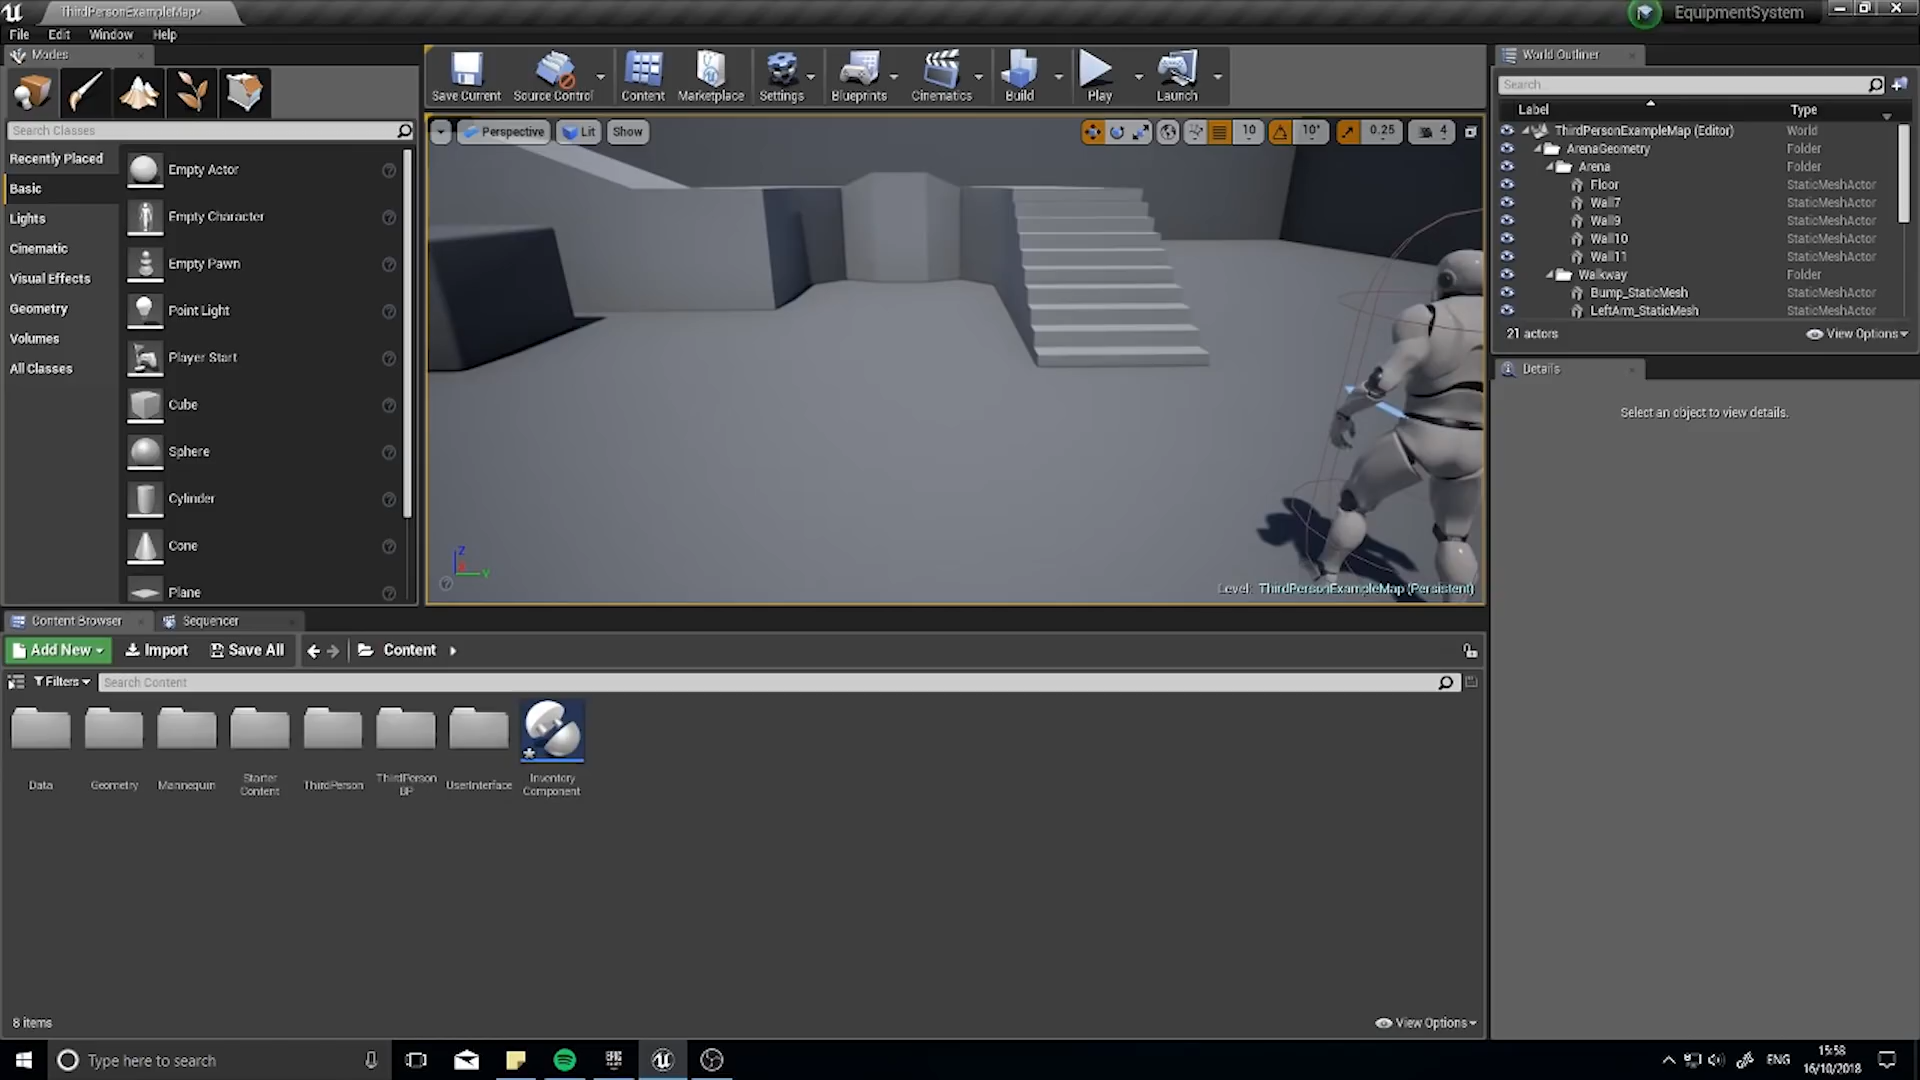 ThirdPersonExampleMap*
EquipmentSystem
File Edit Window Help
Modes
Search Classes
Recently Placed
Basic
Lights
Cinematic
Visual Effects
Geometry
Volumes
All Classes
Empty Actor
Empty Character
Empty Pawn
Point Light
Player Start
Cube
Sphere
Cylinder
Cone
Plane
Save Current Source Control Content Marketplace Settings Blueprints Cinematics Build Play Launch
Perspective Lit Show 10 10° 0.25 4
Z
Y
Level: ThirdPersonExampleMap (Persistent)
World Outliner
Search...
Label Type
ThirdPersonExampleMap (Editor) World
ArenaGeometry Folder
Arena Folder
Floor StaticMeshActor
Wall7 StaticMeshActor
Wall9 StaticMeshActor
Wall10 StaticMeshActor
Wall11 StaticMeshActor
Walkway Folder
Bump_StaticMesh StaticMeshActor
LeftArm_StaticMesh StaticMeshActor
21 actors View Options
Details
Select an object to view details.
Content Browser Sequencer
Add New Import Save All Content
Filters Search Content
Data
Geometry
Mannequin
Starter Content
ThirdPerson
ThirdPerson BP
UserInterface
Inventory Component
8 items View Options
Type here to search
ENG
15:58
16/10/2018